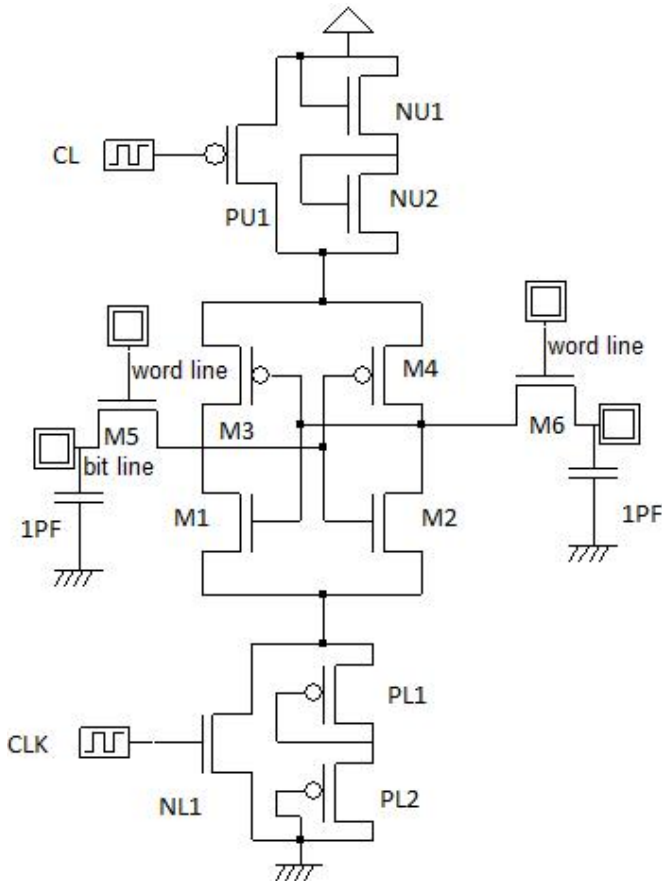 NU1
CL
NU2
PU1
word line
word line
M4
M3
M5
M6
bit line
M1
M2
1PF
1PF
PL1
CLK
NL1
PL2